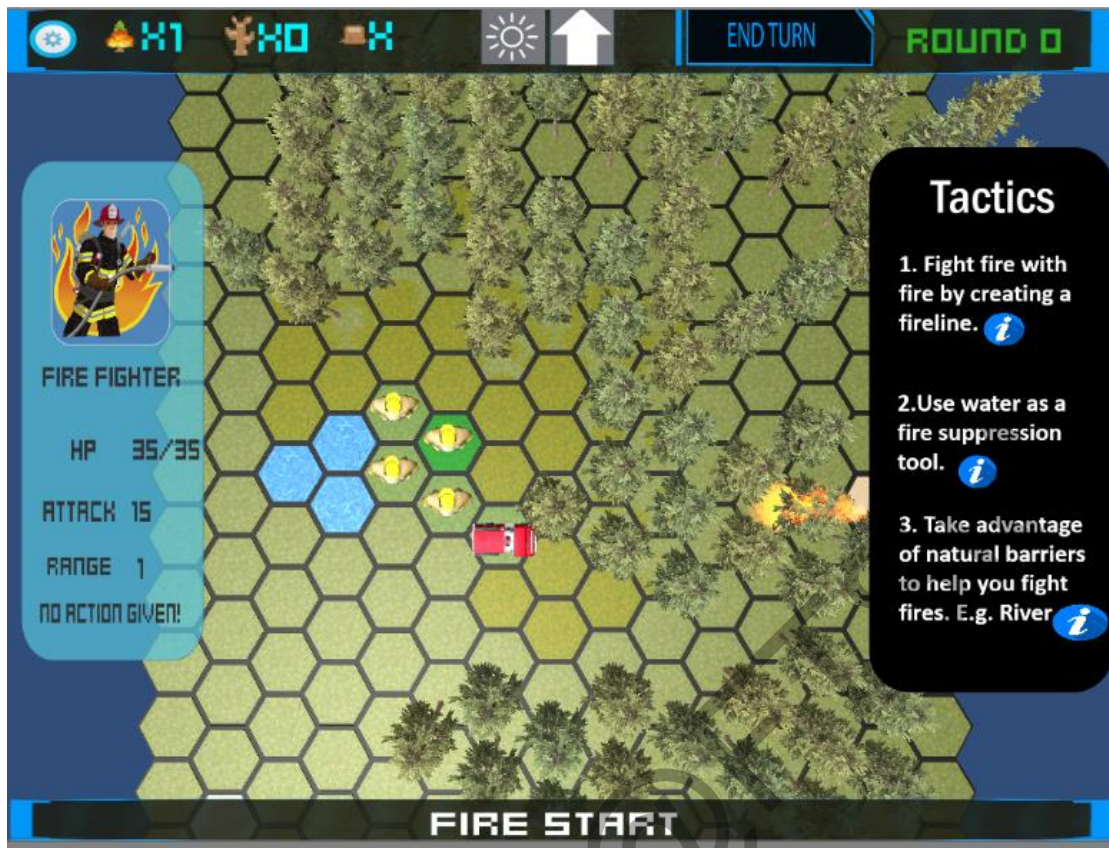 X1
X0
X
END TURN
ROUND 0
FIRE FIGHTER
HP 35/35
ATTACK 15
RANGE 1
NO ACTION GIVEN!
Tactics
1. Fight fire with
fire by creating a
fireline. i
2.Use water as a
fire suppression
tool. i
3. Take advantage
of natural barriers
to help you fight
fires. E.g. River i
FIRE START